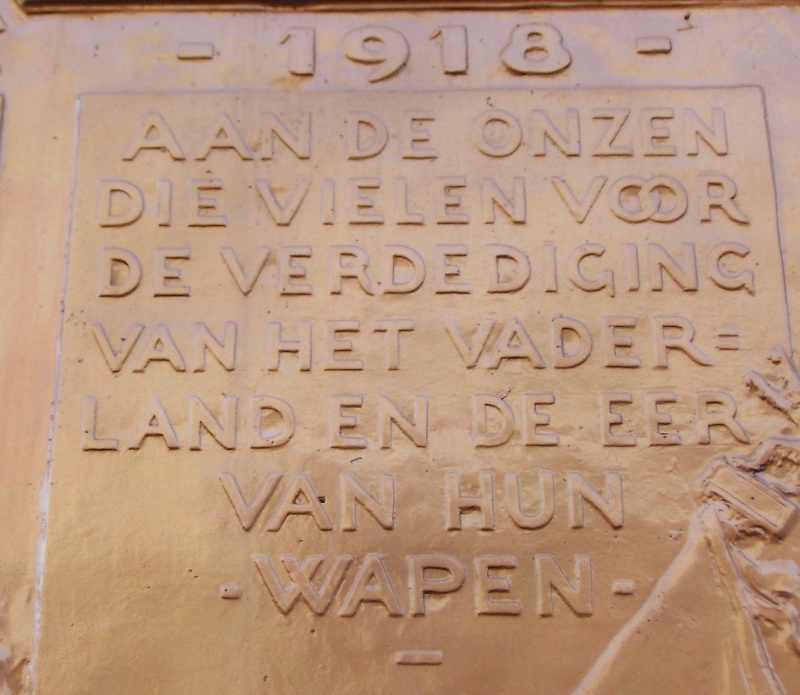 - 1918 -
AAN DE ONZEN
DIE VIELEN VOOR
DE VERDEDIGING
VAN HET VADER=
LAND EN DE EER
VAN HUN
- WAPEN -
-